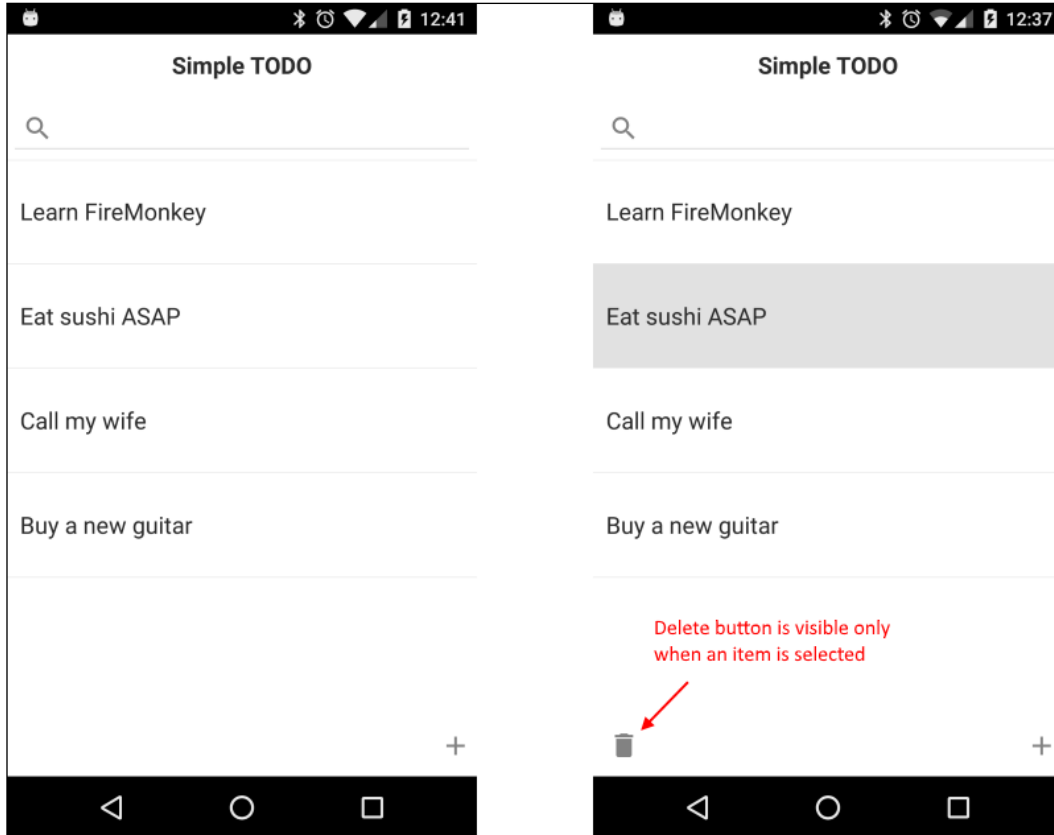 12:41
Simple TODO
Learn FireMonkey
Eat sushi ASAP
Call my wife
Buy a new guitar
12:37
Simple TODO
Learn FireMonkey
Eat sushi ASAP
Call my wife
Buy a new guitar
Delete button is visible only
when an item is selected